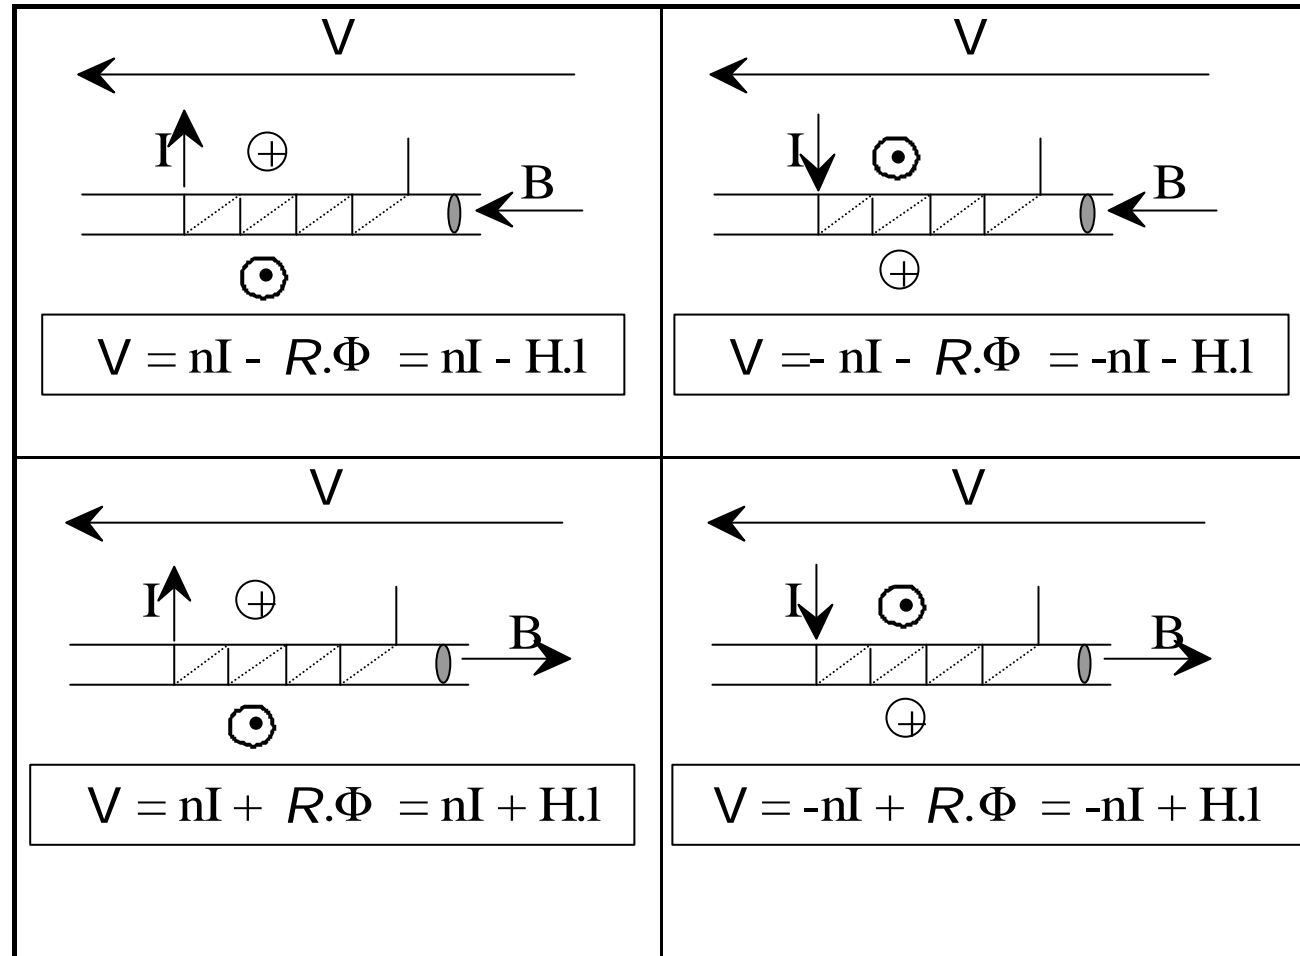 V
I
B
V = nI - R.Φ = nI - H.l
V
I
B
V =- nI - R.Φ = -nI - H.l
V
I
B
V = nI + R.Φ = nI + H.l
V
I
B
V = -nI + R.Φ = -nI + H.l